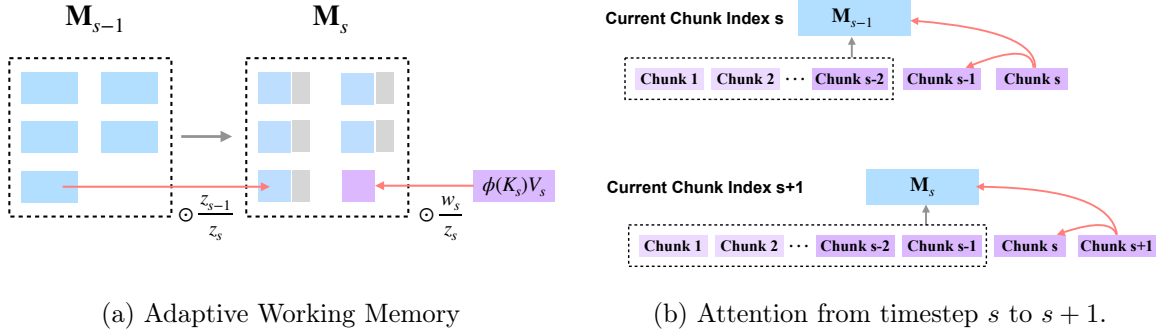 M_{s−1}
M_s
⊙ z_{s−1}/z_s
⊙ w_s/z_s
ϕ(K_s)V_s
(a) Adaptive Working Memory
Current Chunk Index s
M_{s−1}
Chunk 1 Chunk 2 ··· Chunk s-2 Chunk s-1 Chunk s
Current Chunk Index s+1
M_s
Chunk 1 Chunk 2 ··· Chunk s-2 Chunk s-1 Chunk s Chunk s+1
(b) Attention from timestep s to s + 1.